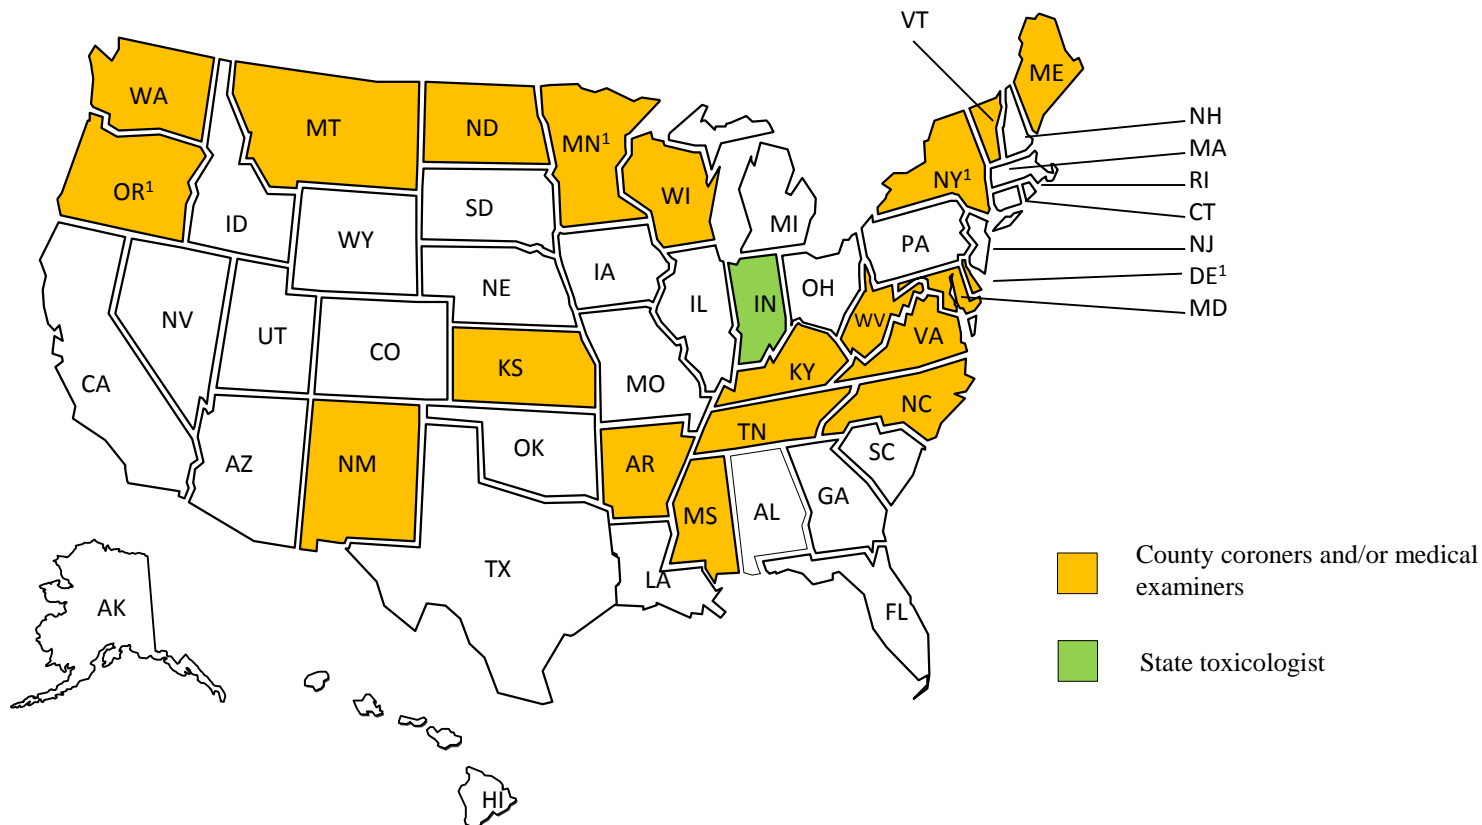 VT
ME
WA
MT
ND
MN¹
NH
MA
OR¹
WI
NY¹
RI
ID
SD
CT
WY
MI
PA
NJ
IA
DE¹
NE
OH
MD
NV
IL
IN
WV
UT
CO
VA
CA
KS
MO
KY
NC
TN
AZ
NM
OK
AR
SC
GA
MS
AL
TX
LA
County coroners and/or medical
examiners
AK
FL
State toxicologist
HI